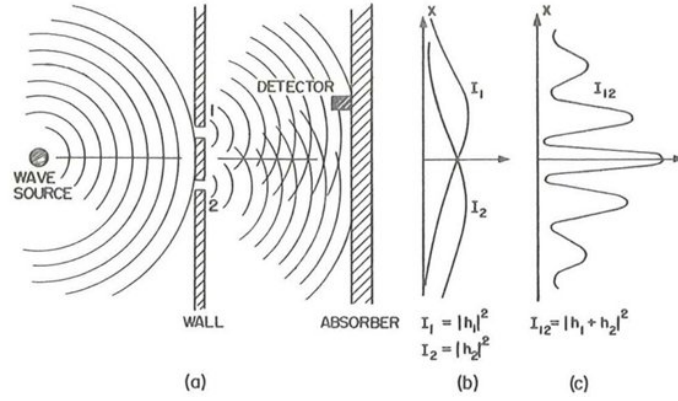 WAVE
SOURCE
1
2
WALL
DETECTOR
ABSORBER
(a)
X
I₁
I₂
I₁ = |h₁|²
I₂ = |h₂|²
(b)
X
I₁₂
I₁₂ = |h₁ + h₂|²
(c)